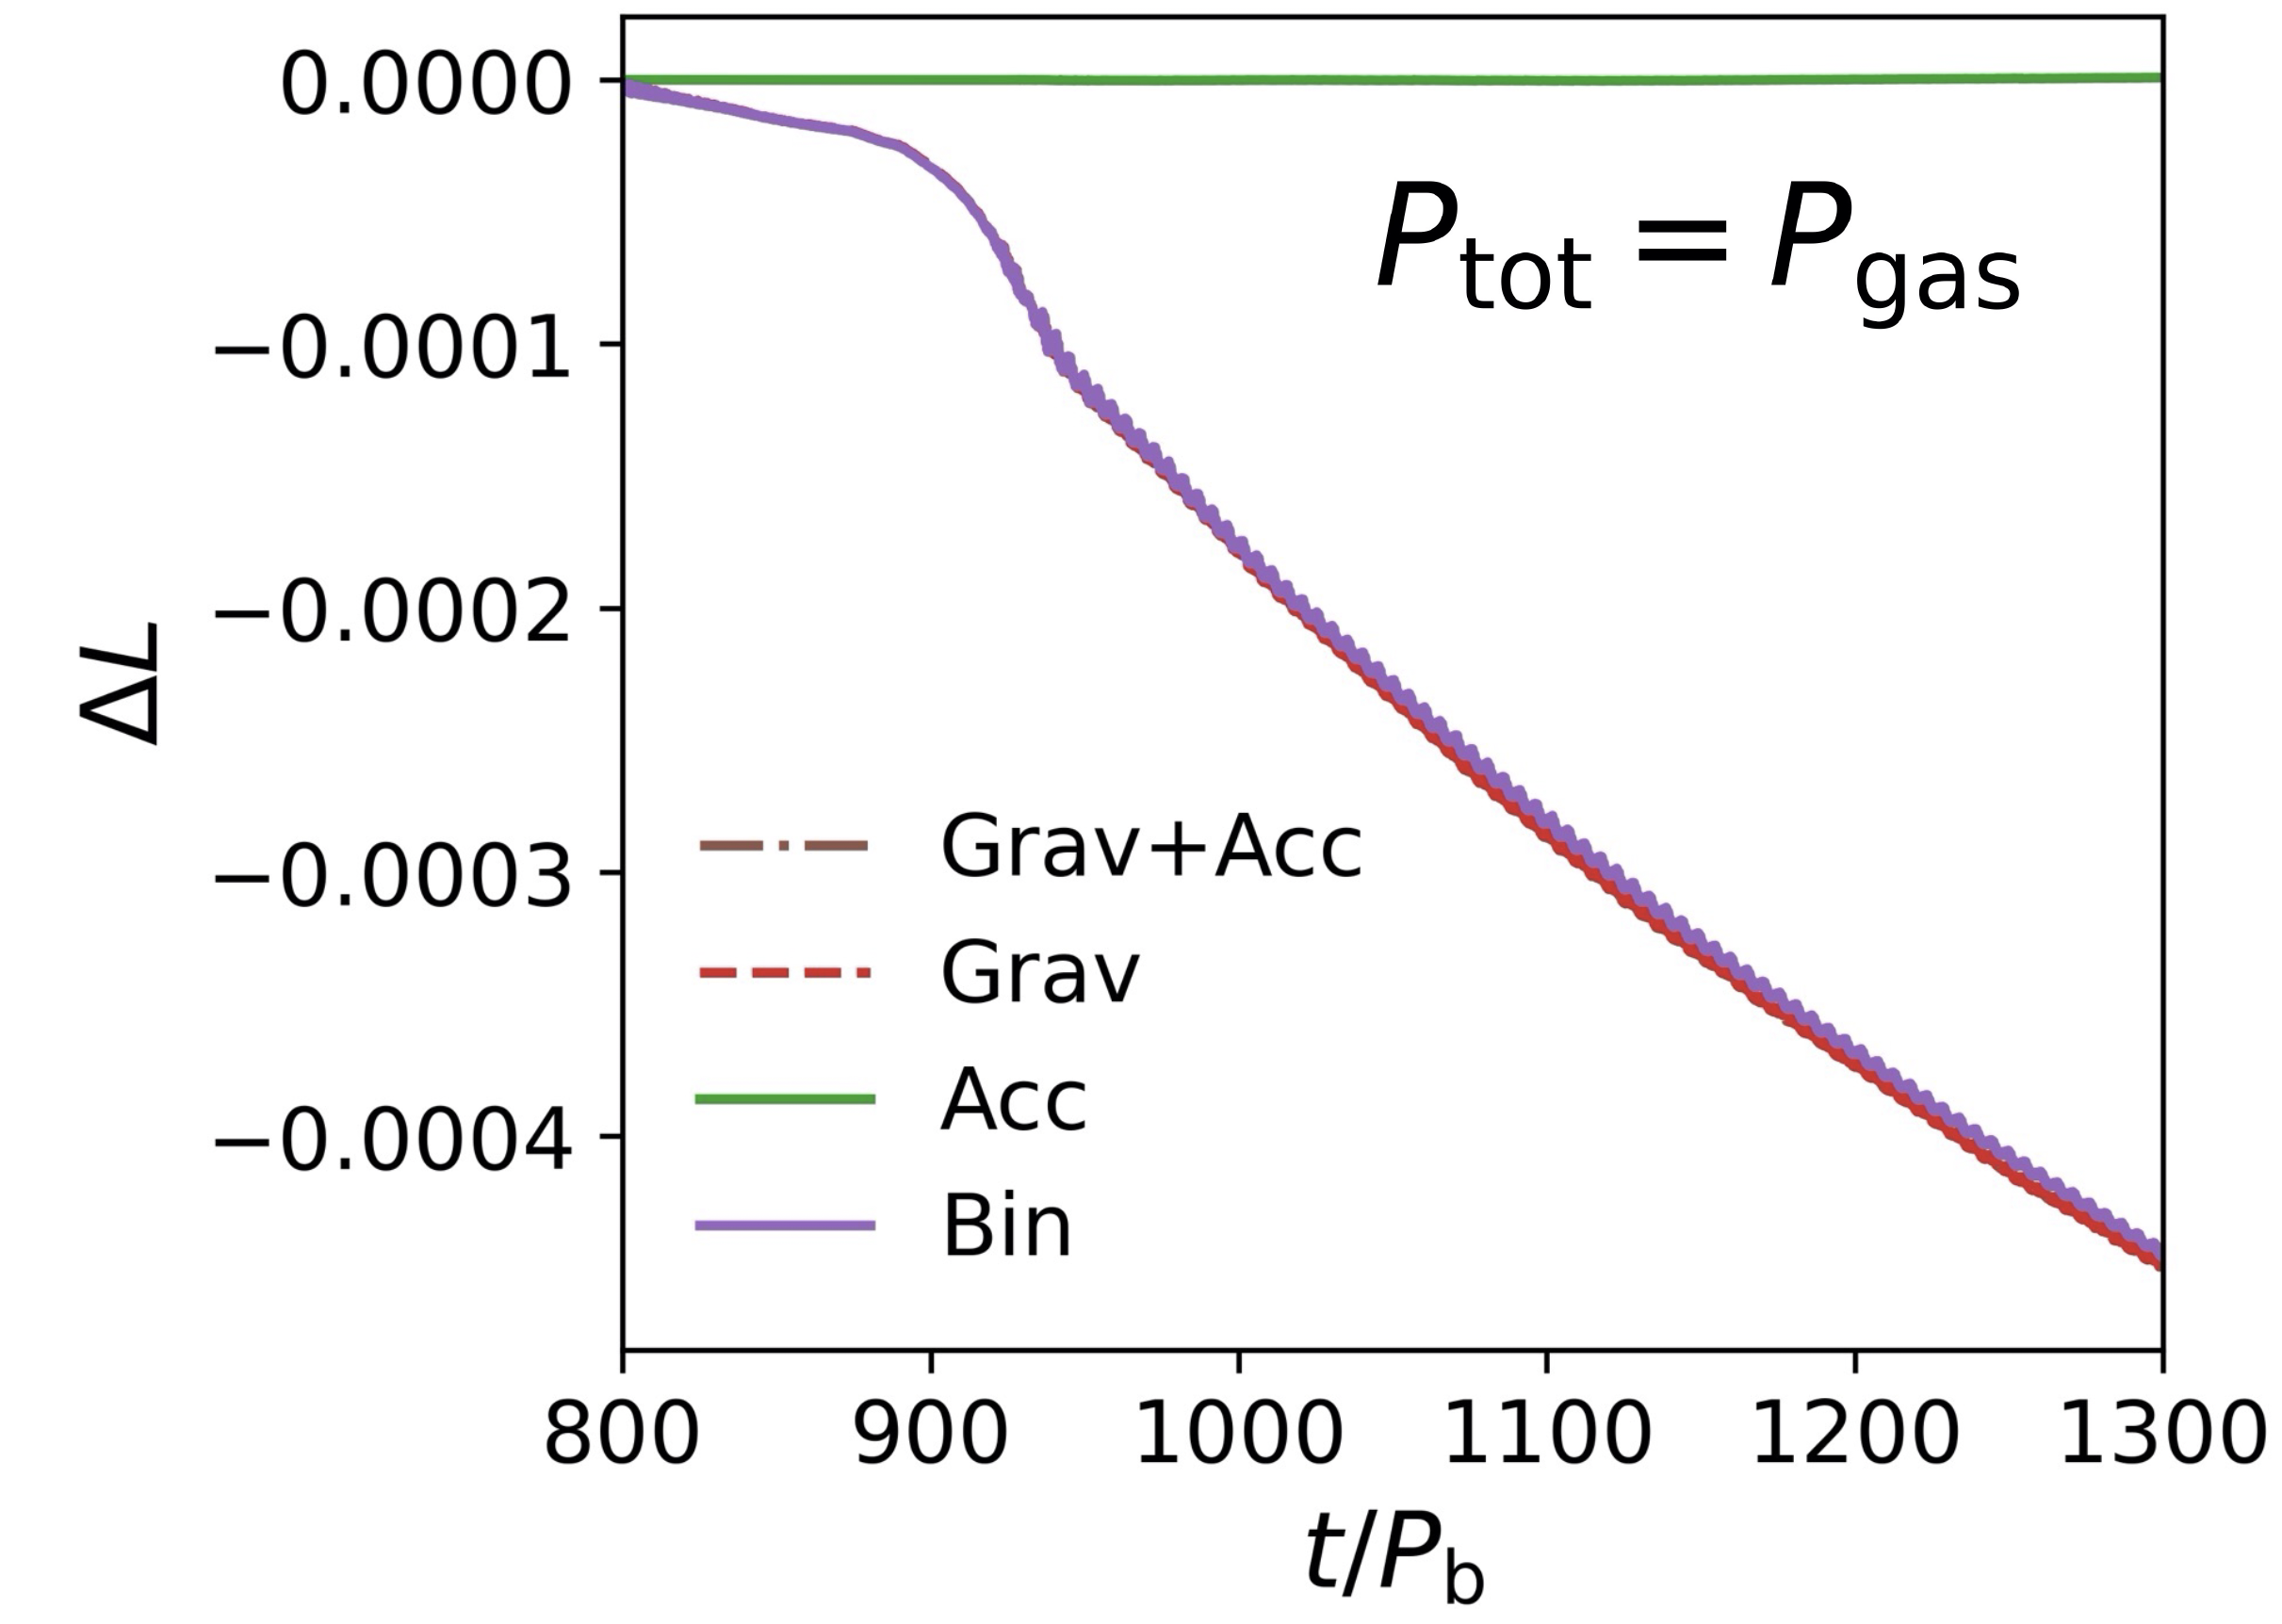 0.0000
−0.0001
−0.0002
−0.0003
−0.0004
ΔL
P_tot = P_gas
Grav+Acc
Grav
Acc
Bin
800 900 1000 1100 1200 1300
t/P_b